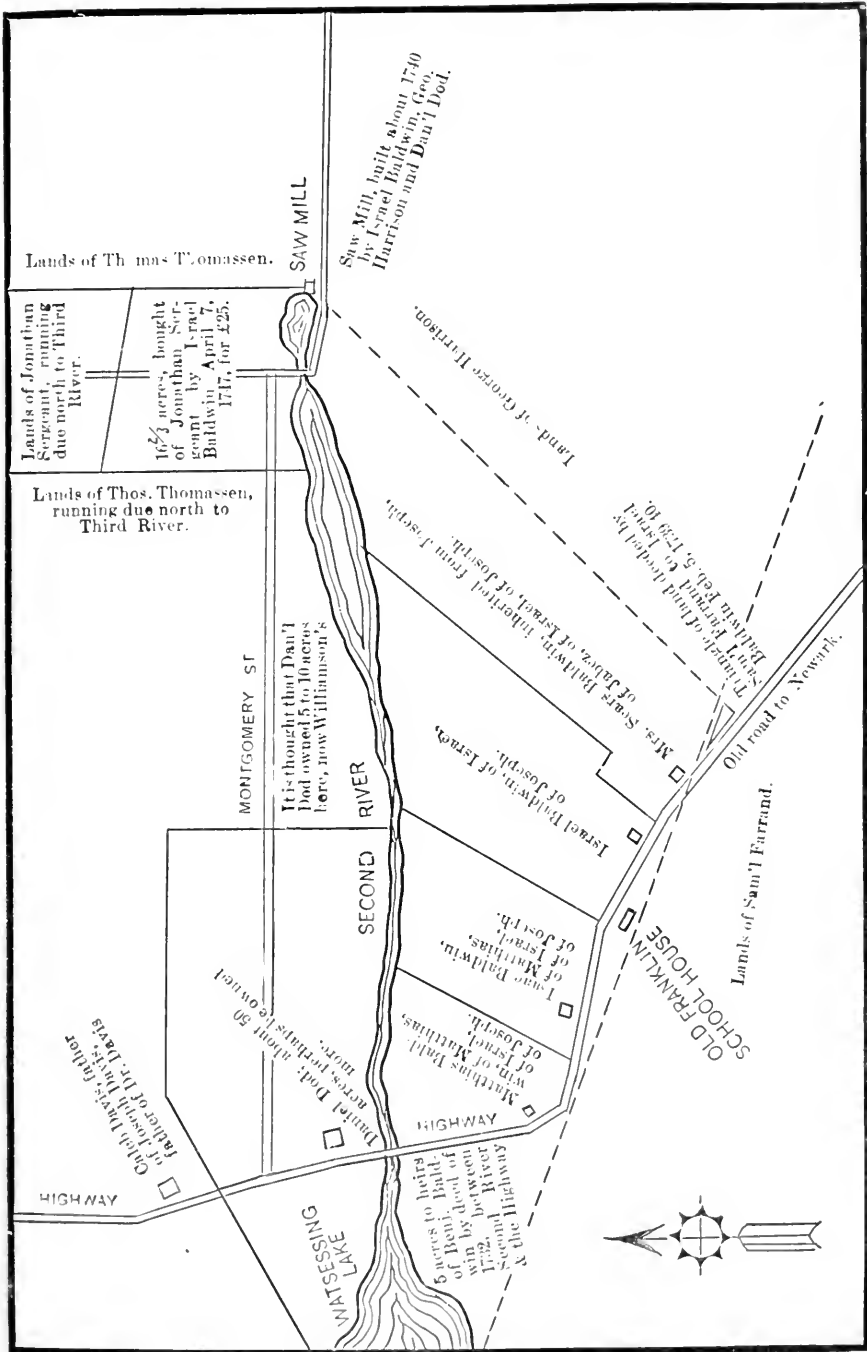 Lands of Th mas Thomassen.
SAW MILL
Saw Mill, built about 1740
by Israel Baldwin, Geo.
Harrison and Dan'l Dod.
Lands of Jonathan
Sergeant, running
due north to Third
River.
16⅔ acres, bought
of Jonathan Ser-
geant by Israel
Baldwin April 7,
1747, for £25.
Lands of Thos. Thomassen,
running due north to
Third River.
Lands of George Harrison.
MONTGOMERY ST
It is thought that Dan'l
Dod owned 5 to 10 acres
here, now Williamson's
SECOND RIVER
Mrs. Sears Baldwin, inherited from Joseph,
of Jabez, of Israel, of Joseph.
Triangle of land deeded by
Sam'l Farrand to Israel
Baldwin Feb. 5, 1739 10.
Israel Baldwin, of Israel,
of Joseph.
Old road to Newark.
Isaac Baldwin,
of Matthias,
of Israel,
of Joseph.
Matthias Bald-
win, of Matthias,
of Israel,
of Joseph.
OLD FRANKLIN
SCHOOL HOUSE
Lands of Sam'l Farrand.
Caleb Davis, father
of Joseph Davis,
father of Dr. Davis
Daniel Dod; about 50
acres, perhaps he owned
more.
HIGHWAY
HIGHWAY
WATSESSING
LAKE
5 acres to heirs
of Benj. Bald-
win by deed of
1732, between
Second River
& the Highway